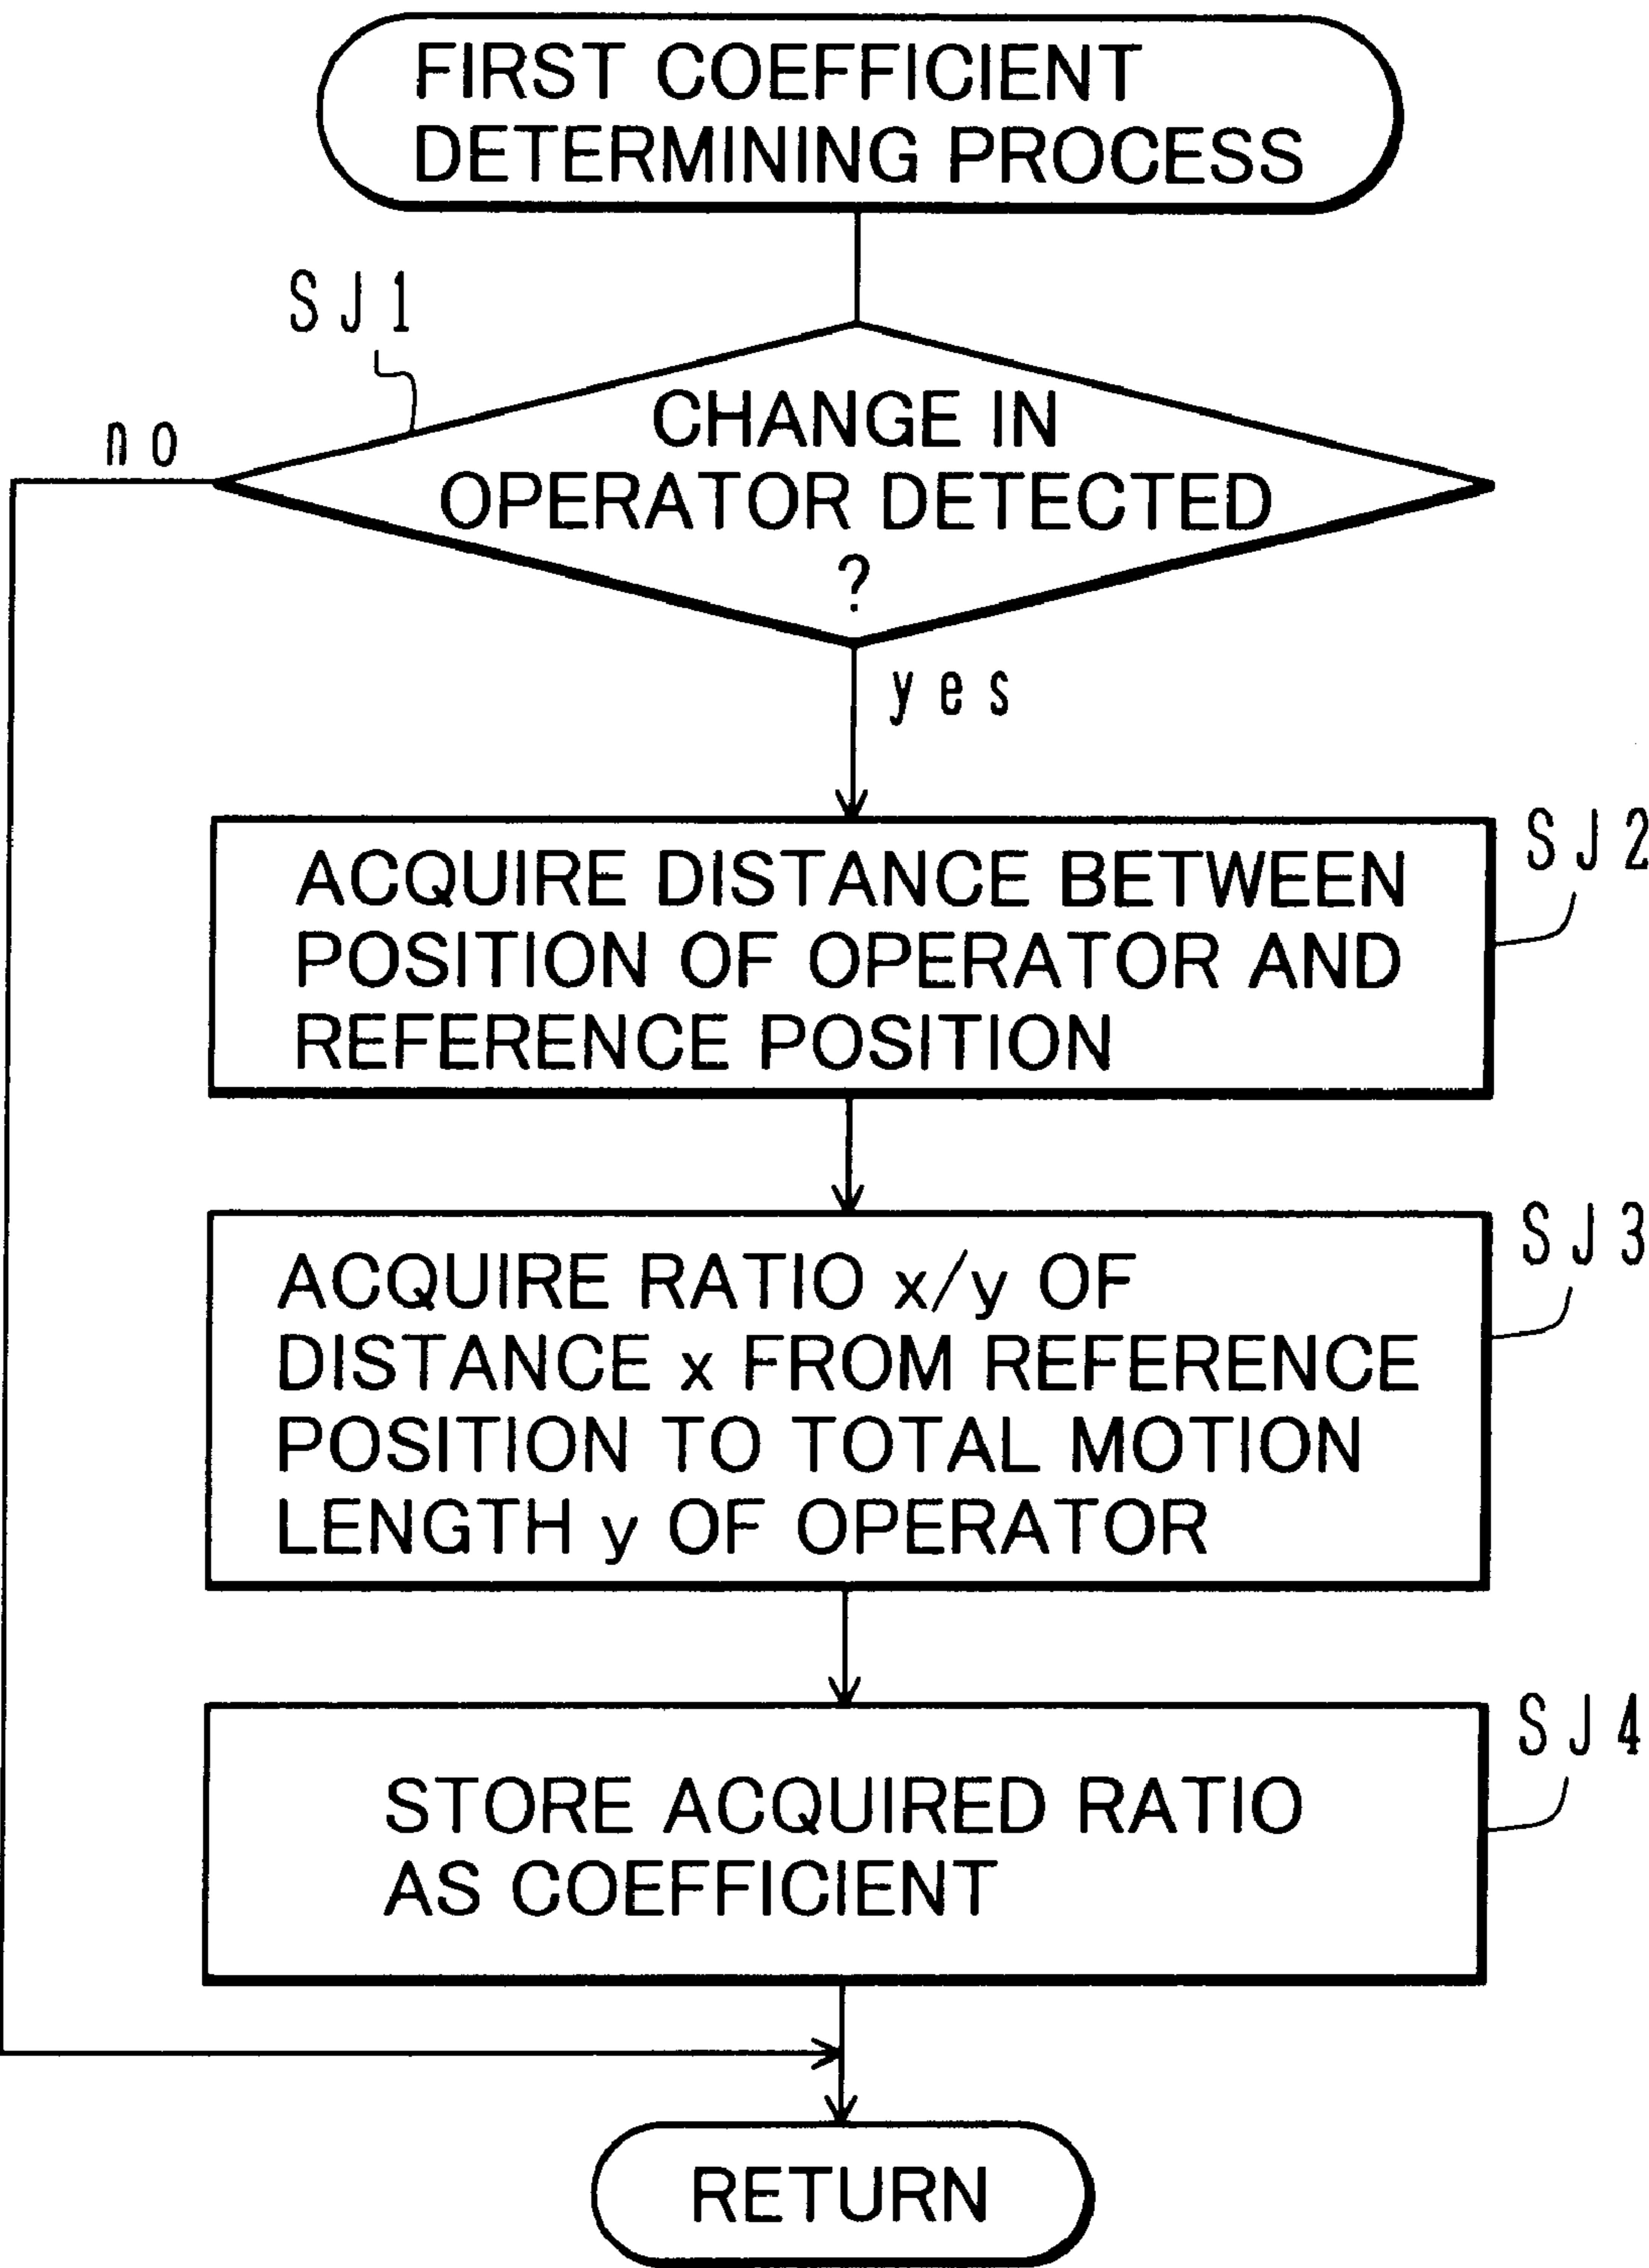 FIRST COEFFICIENT
DETERMINING PROCESS
SJ1
CHANGE IN
OPERATOR DETECTED
?
no
yes
SJ2
ACQUIRE DISTANCE BETWEEN
POSITION OF OPERATOR AND
REFERENCE POSITION
SJ3
ACQUIRE RATIO x/y OF
DISTANCE x FROM REFERENCE
POSITION TO TOTAL MOTION
LENGTH y OF OPERATOR
SJ4
STORE ACQUIRED RATIO
AS COEFFICIENT
RETURN